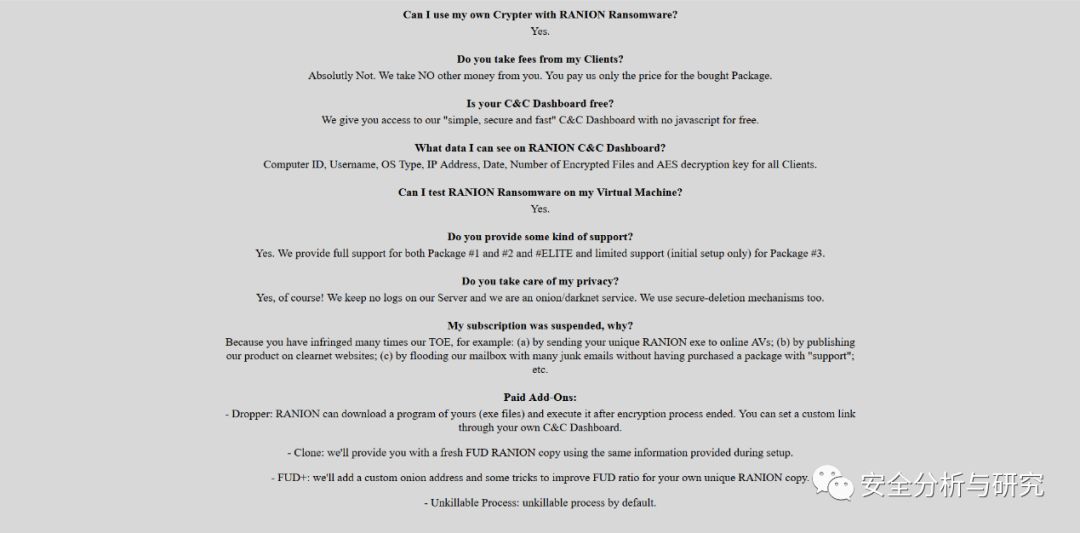 Can I use my own Crypter with RANION Ransomware?
Yes.
Do you take fees from my Clients?
Absolutly Not. We take NO other money from you. You pay us only the price for the bought Package.
Is your C&C Dashboard free?
We give you access to our "simple, secure and fast" C&C Dashboard with no javascript for free.
What data I can see on RANION C&C Dashboard?
Computer ID, Username, OS Type, IP Address, Date, Number of Encrypted Files and AES decryption key for all Clients.
Can I test RANION Ransomware on my Virtual Machine?
Yes.
Do you provide some kind of support?
Yes. We provide full support for both Package #1 and #2 and #ELITE and limited support (initial setup only) for Package #3.
Do you take care of my privacy?
Yes, of course! We keep no logs on our Server and we are an onion/darknet service. We use secure-deletion mechanisms too.
My subscription was suspended, why?
Because you have infringed many times our TOE, for example: (a) by sending your unique RANION exe to online AVs; (b) by publishing
our product on clearnet websites; (c) by flooding our mailbox with many junk emails without having purchased a package with "support";
etc.
Paid Add-Ons:
- Dropper: RANION can download a program of yours (exe files) and execute it after encryption process ended. You can set a custom link
through your own C&C Dashboard.
- Clone: we'll provide you with a fresh FUD RANION copy using the same information provided during setup.
- FUD+: we'll add a custom onion address and some tricks to improve FUD ratio for your own unique RANION copy.
- Unkillable Process: unkillable process by default.
安全分析与研究